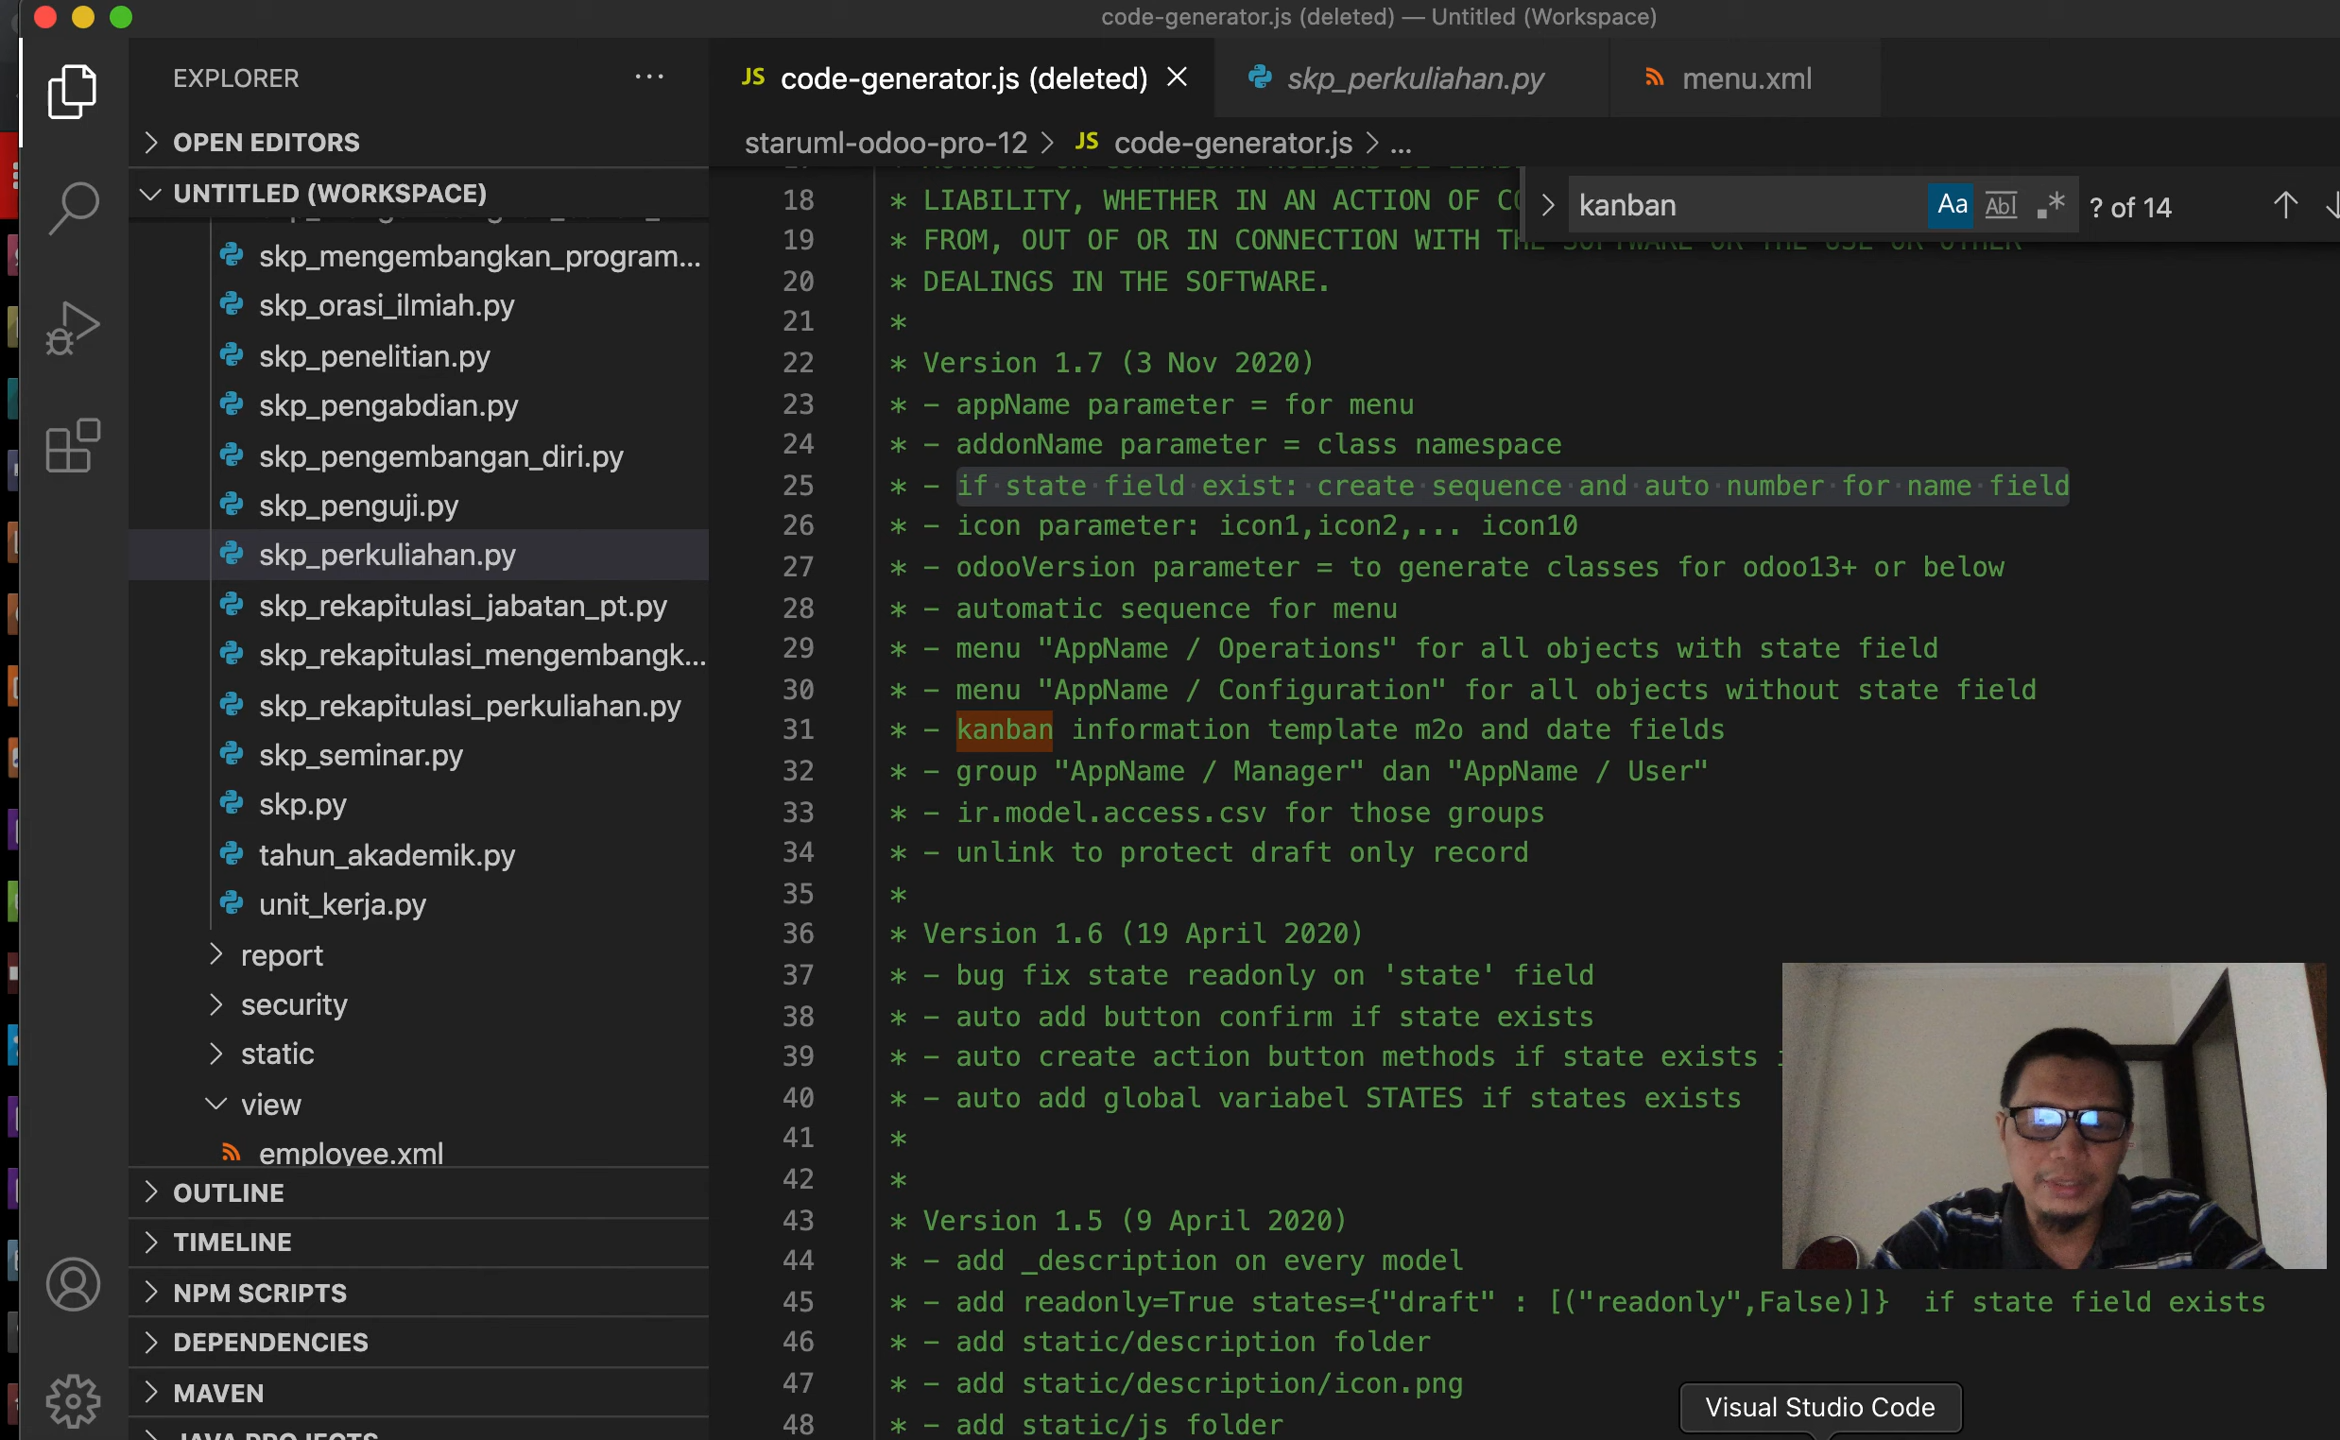 code-generator.js (deleted) — Untitled (Workspace)
EXPLORER
OPEN EDITORS
UNTITLED (WORKSPACE)
skp_mengembangkan_program...
skp_orasi_ilmiah.py
skp_penelitian.py
skp_pengabdian.py
skp_pengembangan_diri.py
skp_penguji.py
skp_perkuliahan.py
skp_rekapitulasi_jabatan_pt.py
skp_rekapitulasi_mengembangk...
skp_rekapitulasi_perkuliahan.py
skp_seminar.py
skp.py
tahun_akademik.py
unit_kerja.py
report
security
static
view
employee.xml
OUTLINE
TIMELINE
NPM SCRIPTS
DEPENDENCIES
MAVEN
JAVA PROJECTS
JS code-generator.js (deleted)
skp_perkuliahan.py
menu.xml
staruml-odoo-pro-12 > JS code-generator.js > ...
kanban Aa Abl .* ? of 14
18 * LIABILITY, WHETHER IN AN ACTION OF CO
19 * FROM, OUT OF OR IN CONNECTION WITH THE SOFTWARE OR THE USE OR OTHER
20 * DEALINGS IN THE SOFTWARE.
21 *
22 * Version 1.7 (3 Nov 2020)
23 * - appName parameter = for menu
24 * - addonName parameter = class namespace
25 * - if state field exist: create sequence and auto number for name field
26 * - icon parameter: icon1,icon2,... icon10
27 * - odooVersion parameter = to generate classes for odoo13+ or below
28 * - automatic sequence for menu
29 * - menu "AppName / Operations" for all objects with state field
30 * - menu "AppName / Configuration" for all objects without state field
31 * - kanban information template m2o and date fields
32 * - group "AppName / Manager" dan "AppName / User"
33 * - ir.model.access.csv for those groups
34 * - unlink to protect draft only record
35 *
36 * Version 1.6 (19 April 2020)
37 * - bug fix state readonly on 'state' field
38 * - auto add button confirm if state exists
39 * - auto create action button methods if state exists
40 * - auto add global variabel STATES if states exists
41 *
42 *
43 * Version 1.5 (9 April 2020)
44 * - add _description on every model
45 * - add readonly=True states={"draft" : [("readonly",False)]}  if state field exists
46 * - add static/description folder
47 * - add static/description/icon.png
48 * - add static/js folder
Visual Studio Code